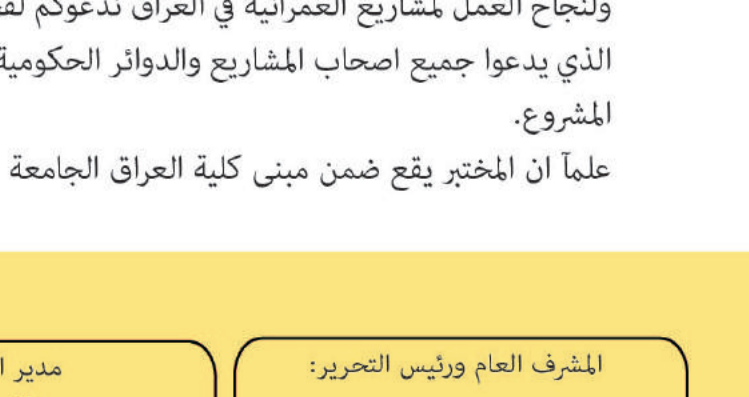 ولنجاح العمل لمشاريع العمرانية في العراق ندعوكم
الذي يدعوا جميع اصحاب المشاريع والدوائر الحكومية
المشروع.
علمآ ان المختبر يقع ضمن مبنى كلية العراق الجامعة
المشرف العام ورئيس التحرير:
مدير